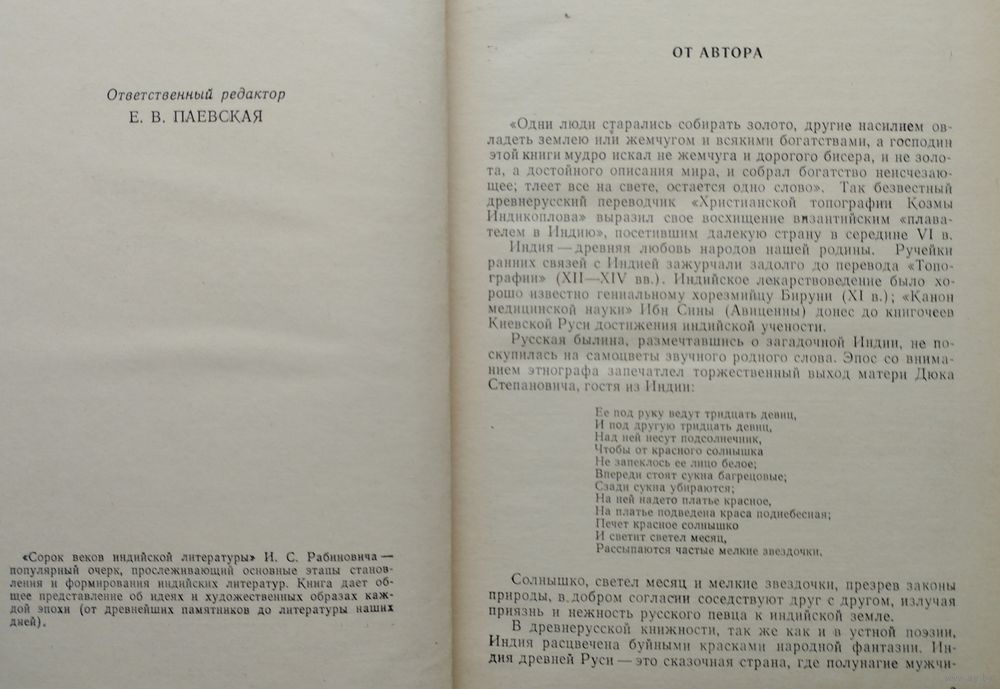 Ответственный редактор
Е. В. ПАЕВСКАЯ
«Сорок веков индийской литературы» И. С. Рабиновича —
популярный очерк, прослеживающий основные этапы станов-
ления и формирования индийских литератур. Книга дает об-
щее представление об идеях и художественных образах каж-
дой эпохи (от древнейших памятников до литературы наших
дней).
ОТ АВТОРА
«Одни люди старались собирать золото, другие насилием ов-
ладеть землею или жемчугом и всякими богатствами, а господин
этой книги мудро искал не жемчуга и дорогого бисера, и не золо-
та, а достойного описания мира, и собрал богатство неисчезаю-
щее; тлеет все на свете, остается одно слово». Так безвестный
древнерусский переводчик «Христианской топографии Козмы
Индикоплова» выразил свое восхищение византийским «плава-
телем в Индию», посетившим далекую страну в середине VI в.
Индия — древняя любовь народов нашей родины. Ручейки
ранних связей с Индией зажурчали задолго до перевода «Топо-
графии» (XII—XIV вв.). Индийское лекарствоведение было хо-
рошо известно гениальному хорезмийцу Бируни (XI в.); «Канон
медицинской науки» Ибн Сины (Авиценны) донес до книгочеев
Киевской Руси достижения индийской учености.
Русская былина, размечтавшись о загадочной Индии, не по-
скупилась на самоцветы звучного родного слова. Эпос со внима-
нием этнографа запечатлел торжественный выход матери Дюка
Степановича, гостя из Индии:
Ее под руку ведут тридцать девиц,
И под другую тридцать девиц,
Над ней несут подсолнечник,
Чтобы от красного солнышка
Не запеклось ее лицо белое;
Впереди стоят сукна багрецовые;
Сзади сукна убираются;
На ней надето платье красное,
На платье подведена краса поднебесная;
Печет красное солнышко
И светит светел месяц,
Рассыпаются частые мелкие звездочки.
Солнышко, светел месяц и мелкие звездочки, презрев законы
природы, в добром согласии соседствуют друг с другом, излучая
приязнь и нежность русского певца к индийской земле.
В древнерусской книжности, так же как и в устной поэзии,
Индия расцвечена буйными красками народной фантазии. Ин-
дия древней Руси — это сказочная страна, где полунагие мужчи-